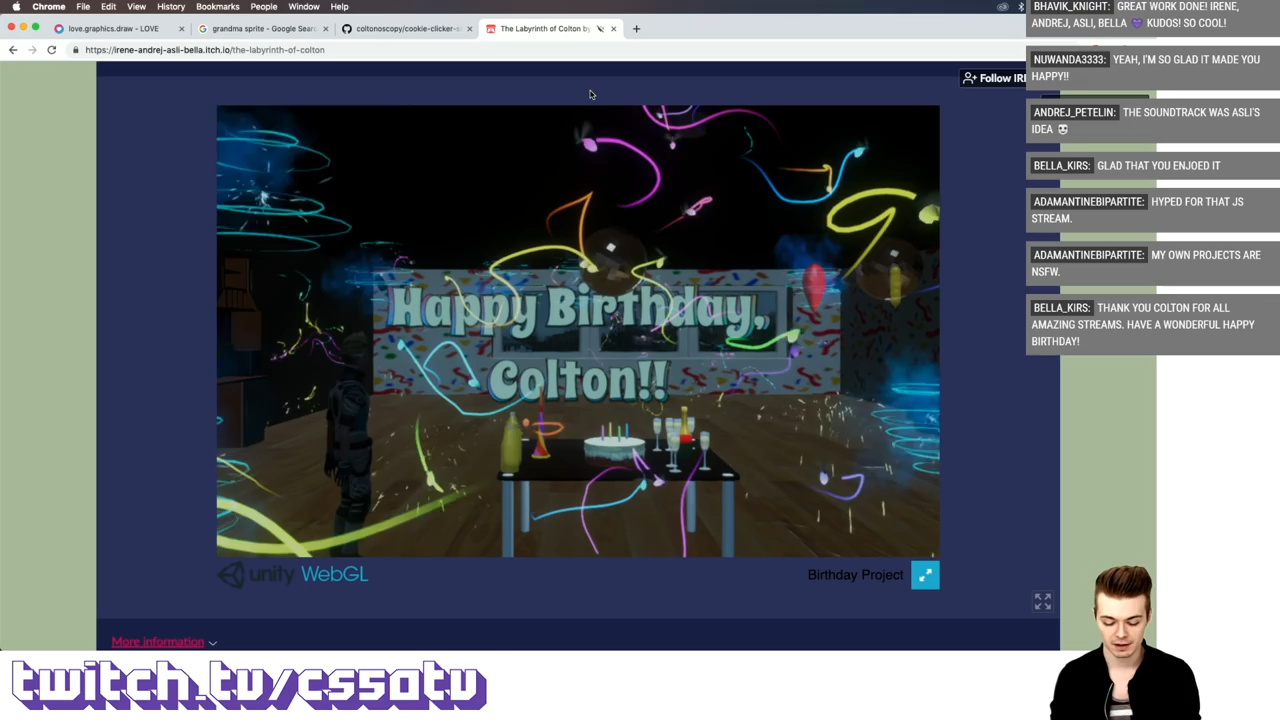 Chrome File Edit View History Bookmarks People Window Help
love.graphics.draw - LÖVE
grandma sprite - Google Sear
coltonoscopy/cookie-clicker-s
The Labyrinth of Colton by
https://irene-andrej-asli-bella.itch.io/the-labyrinth-of-colton
Follow IRE
Happy Birthday,
Colton!!
unity WebGL
Birthday Project
More information
BHAVIK_KNIGHT: GREAT WORK DONE! IRENE,
ANDREJ, ASLI, BELLA 💜 KUDOS! SO COOL!
NUWANDA3333: YEAH, I'M SO GLAD IT MADE YOU
HAPPY!!
ANDREJ_PETELIN: THE SOUNDTRACK WAS ASLI'S
IDEA
BELLA_KIRS: GLAD THAT YOU ENJOED IT
ADAMANTINEBIPARTITE: HYPED FOR THAT JS
STREAM.
ADAMANTINEBIPARTITE: MY OWN PROJECTS ARE
NSFW.
BELLA_KIRS: THANK YOU COLTON FOR ALL
AMAZING STREAMS. HAVE A WONDERFUL HAPPY
BIRTHDAY!
twitch.tv/cs50tv